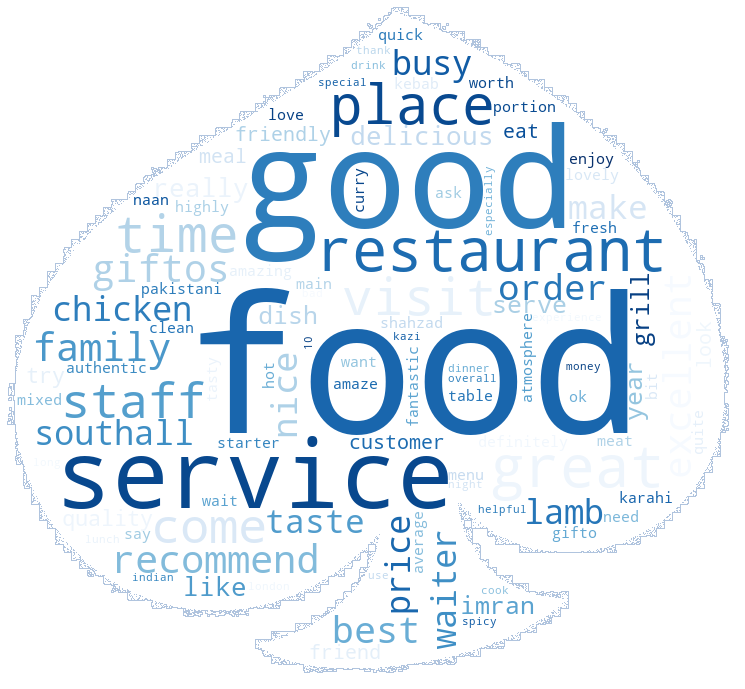 quick
thank
drink
busy
special
kebab
worth
place
portion
love
friendly
delicious
eat
good
meal
enjoy
lovely
really
curry
ask
especially
naan
highly
make
time
fresh
restaurant
giftos
amazing
main
pakistani
visit
order
grill
excellent
chicken
dish
serve
clean
shahzad
atmosphere
look
family
food
10
kazi
authentic
hot
want
fantastic
dinner
money
try
nice
amaze
overall
year
bit
tasty
mixed
staff
table
ok
quite
southall
starter
customer
definitely
meat
long
service
great
menu
night
wait
karahi
quality
come
taste
helpful
lamb
need
say
price
average
gifto
lunch
recommend
waiter
indian
like
london
use
cook
imran
best
spicy
friend